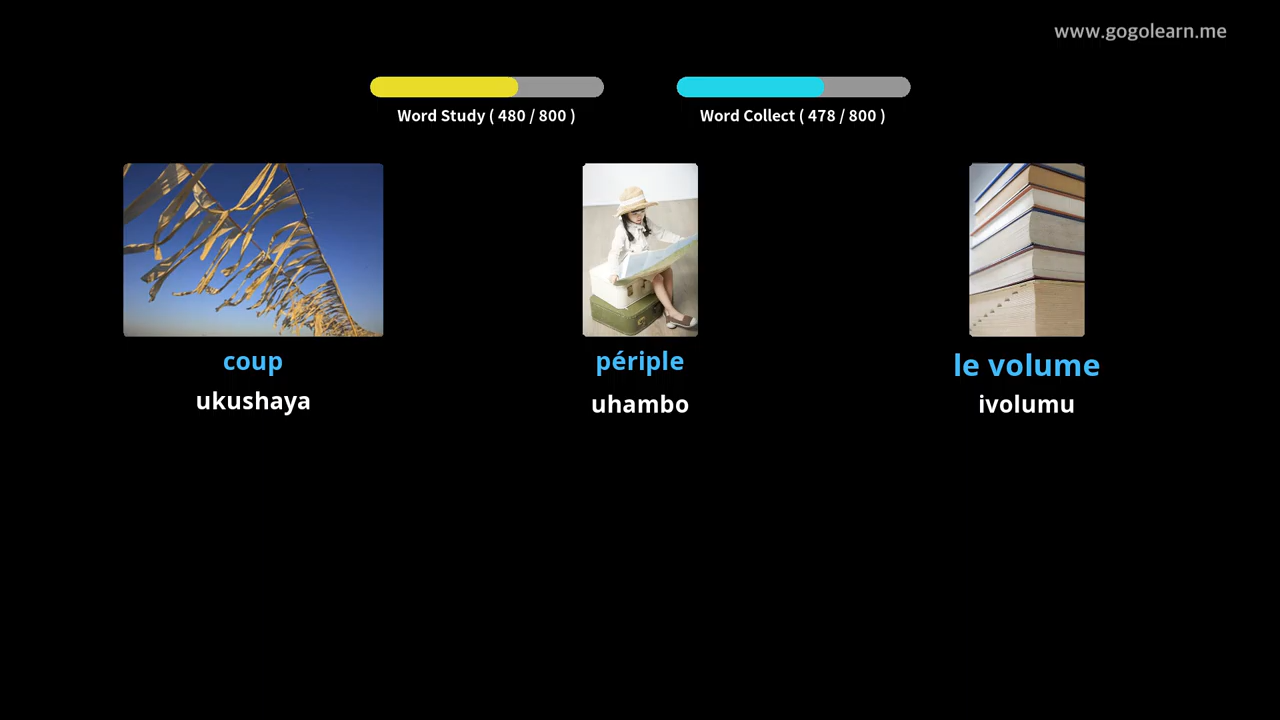 www.gogolearn.me
Word Study ( 480 / 800 )
Word Collect ( 478 / 800 )
coup
ukushaya
périple
uhambo
le volume
ivolumu